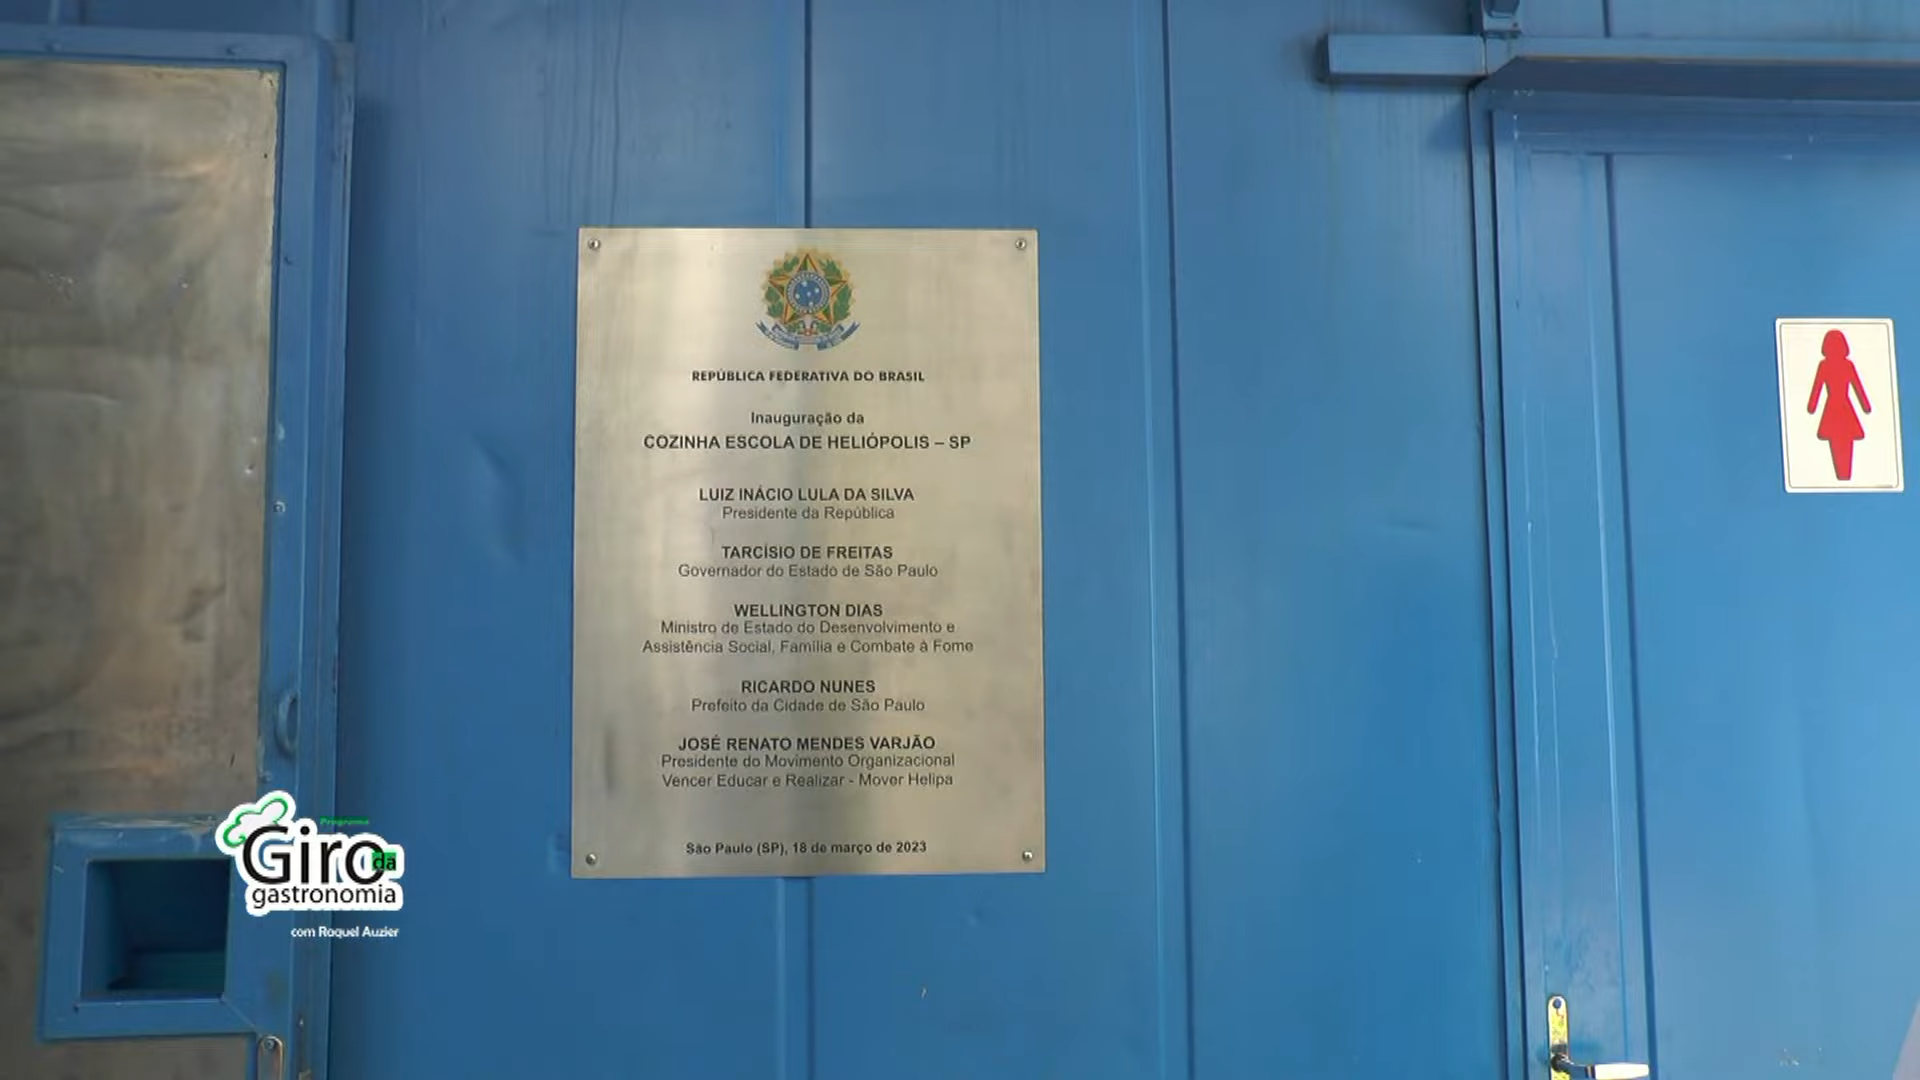 REPÚBLICA FEDERATIVA DO BRASIL
Inauguração da
COZINHA ESCOLA DE HELIÓPOLIS – SP
LUIZ INÁCIO LULA DA SILVA
Presidente da República
TARCÍSIO DE FREITAS
Governador do Estado de São Paulo
WELLINGTON DIAS
Ministro de Estado do Desenvolvimento e
Assistência Social, Família e Combate à Fome
RICARDO NUNES
Prefeito da Cidade de São Paulo
JOSÉ RENATO MENDES VARJÃO
Presidente do Movimento Organizacional
Vencer Educar e Realizar - Mover Helipa
São Paulo (SP), 18 de março de 2023
Programa
Giro da
gastronomia
com Raquel Auzier